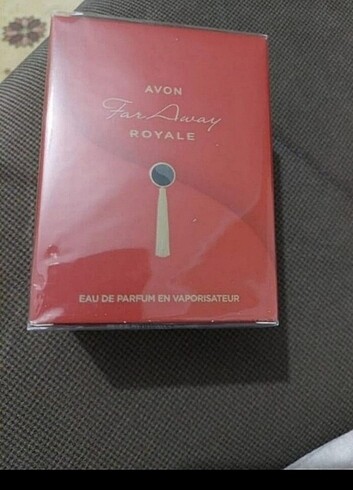 AVON
Far Away
ROYALE
EAU DE PARFUM EN VAPORISATEUR